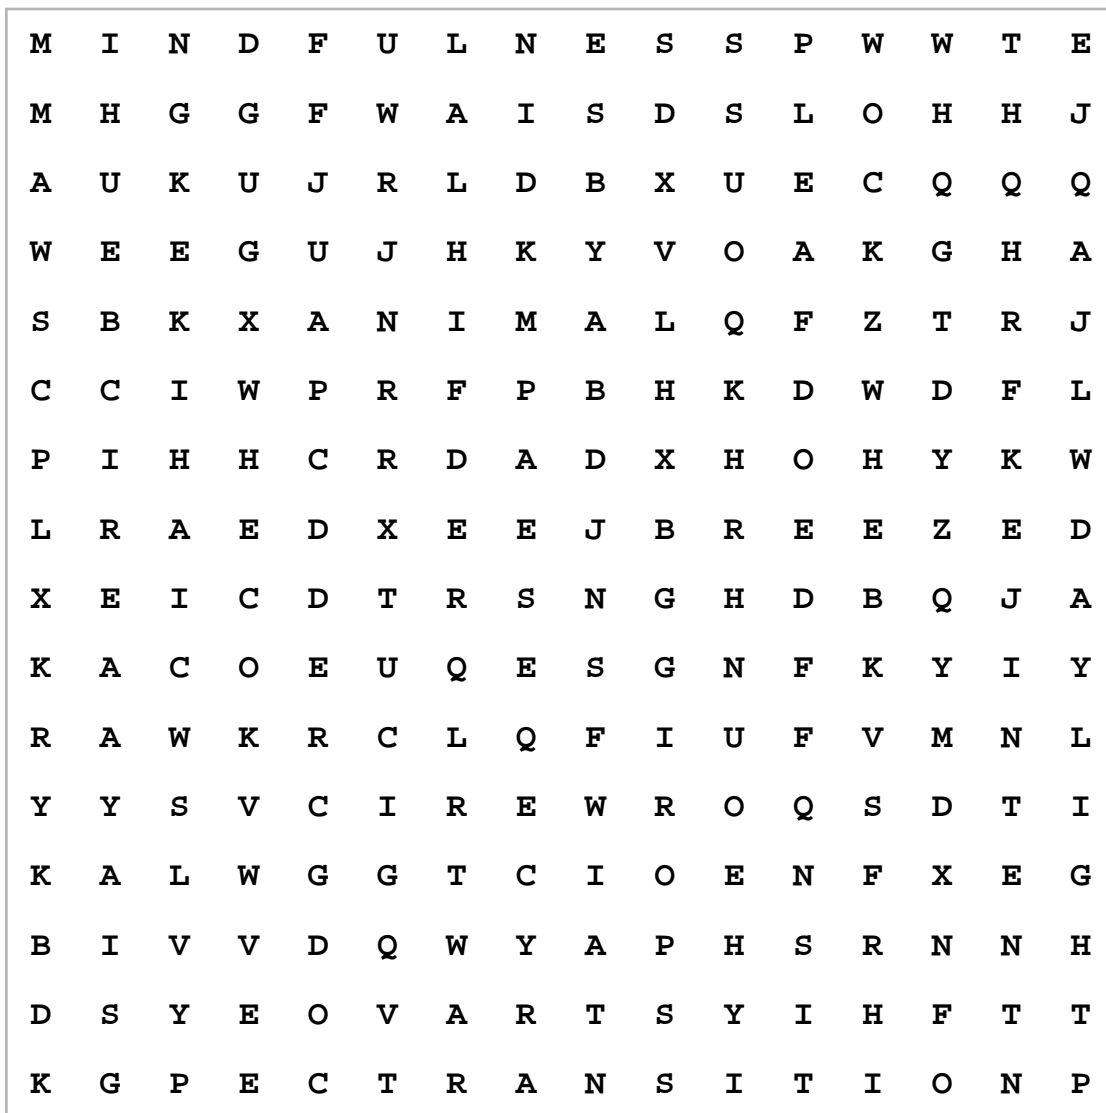 M I N D F U L N E S S P W W T E
M H G G F W A I S D S L O H H J
A U K U J R L D B X U E C Q Q Q
W E E G U J H K Y V O A K G H A
S B K X A N I M A L Q F Z T R J
C C I W P R F P B H K D W D F L
P I H H C R D A D X H O H Y K W
L R A E D X E E J B R E E Z E D
X E I C D T R S N G H D B Q J A
K A C O E U Q E S G N F K Y I Y
R A W K R C L Q F I U F V M N L
Y Y S V C I R E W R O Q S D T I
K A L W G G T C I O E N F X E G
B I V V D Q W Y A P H S R N N H
D S Y E O V A R T S Y I H F T T
K G P E C T R A N S I T I O N P